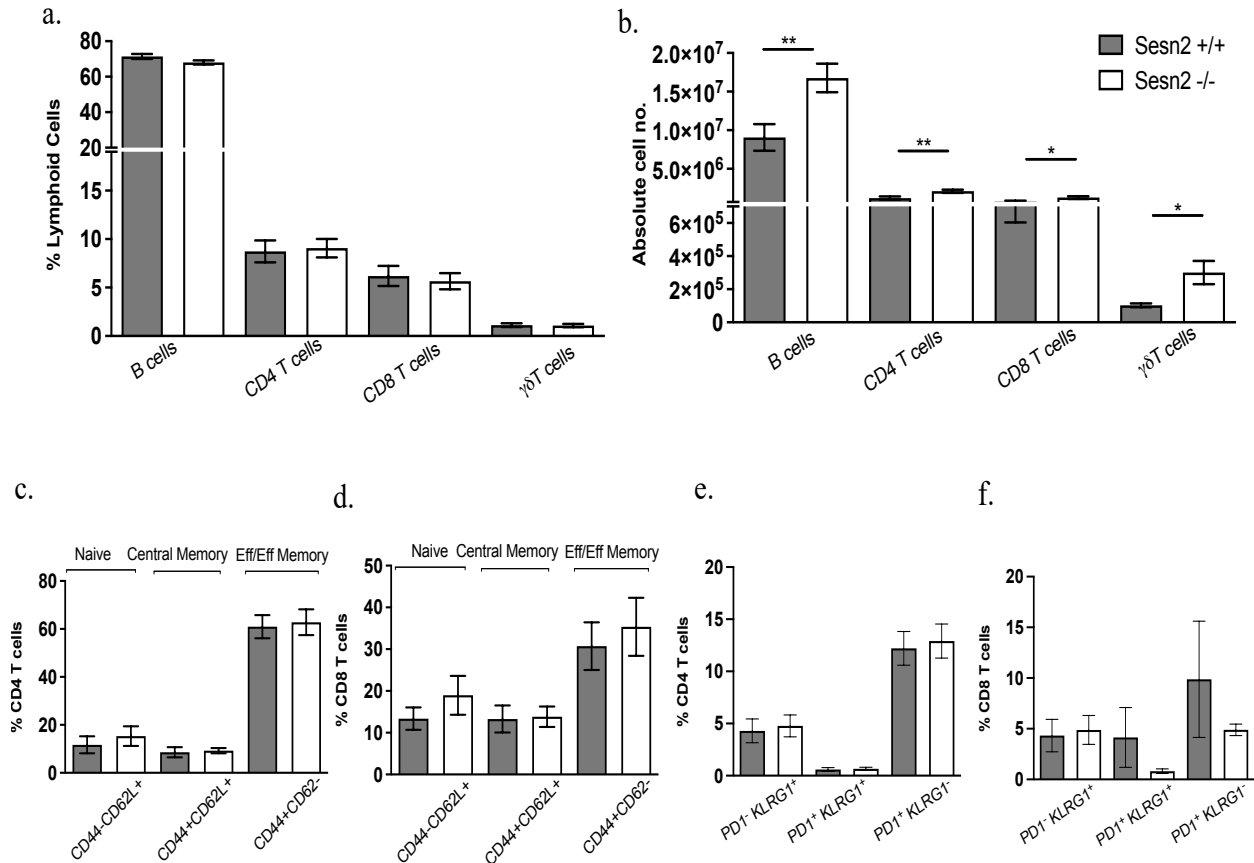 a.
% Lymphoid Cells
80
60
40
20
20
15
10
5
0
B cells
CD4 T cells
CD8 T cells
γδT cells
b.
Absolute cell no.
2.0×10⁷
1.5×10⁷
1.0×10⁷
5.0×10⁶
6×10⁵
4×10⁵
2×10⁵
0
**
**
*
*
B cells
CD4 T cells
CD8 T cells
γδT cells
Sesn2 +/+
Sesn2 -/-
c.
Naive
Central Memory
Eff/Eff Memory
% CD4 T cells
80
60
40
20
0
CD44-CD62L+
CD44+CD62L+
CD44+CD62-
d.
Naive
Central Memory
Eff/Eff Memory
% CD8 T cells
50
40
30
20
10
0
CD44-CD62L+
CD44+CD62L+
CD44+CD62-
e.
% CD4 T cells
20
15
10
5
0
PD1⁻ KLRG1⁺
PD1⁺ KLRG1⁺
PD1⁺ KLRG1⁻
f.
% CD8 T cells
20
15
10
5
0
PD1⁻ KLRG1⁺
PD1⁺ KLRG1⁺
PD1⁺ KLRG1⁻